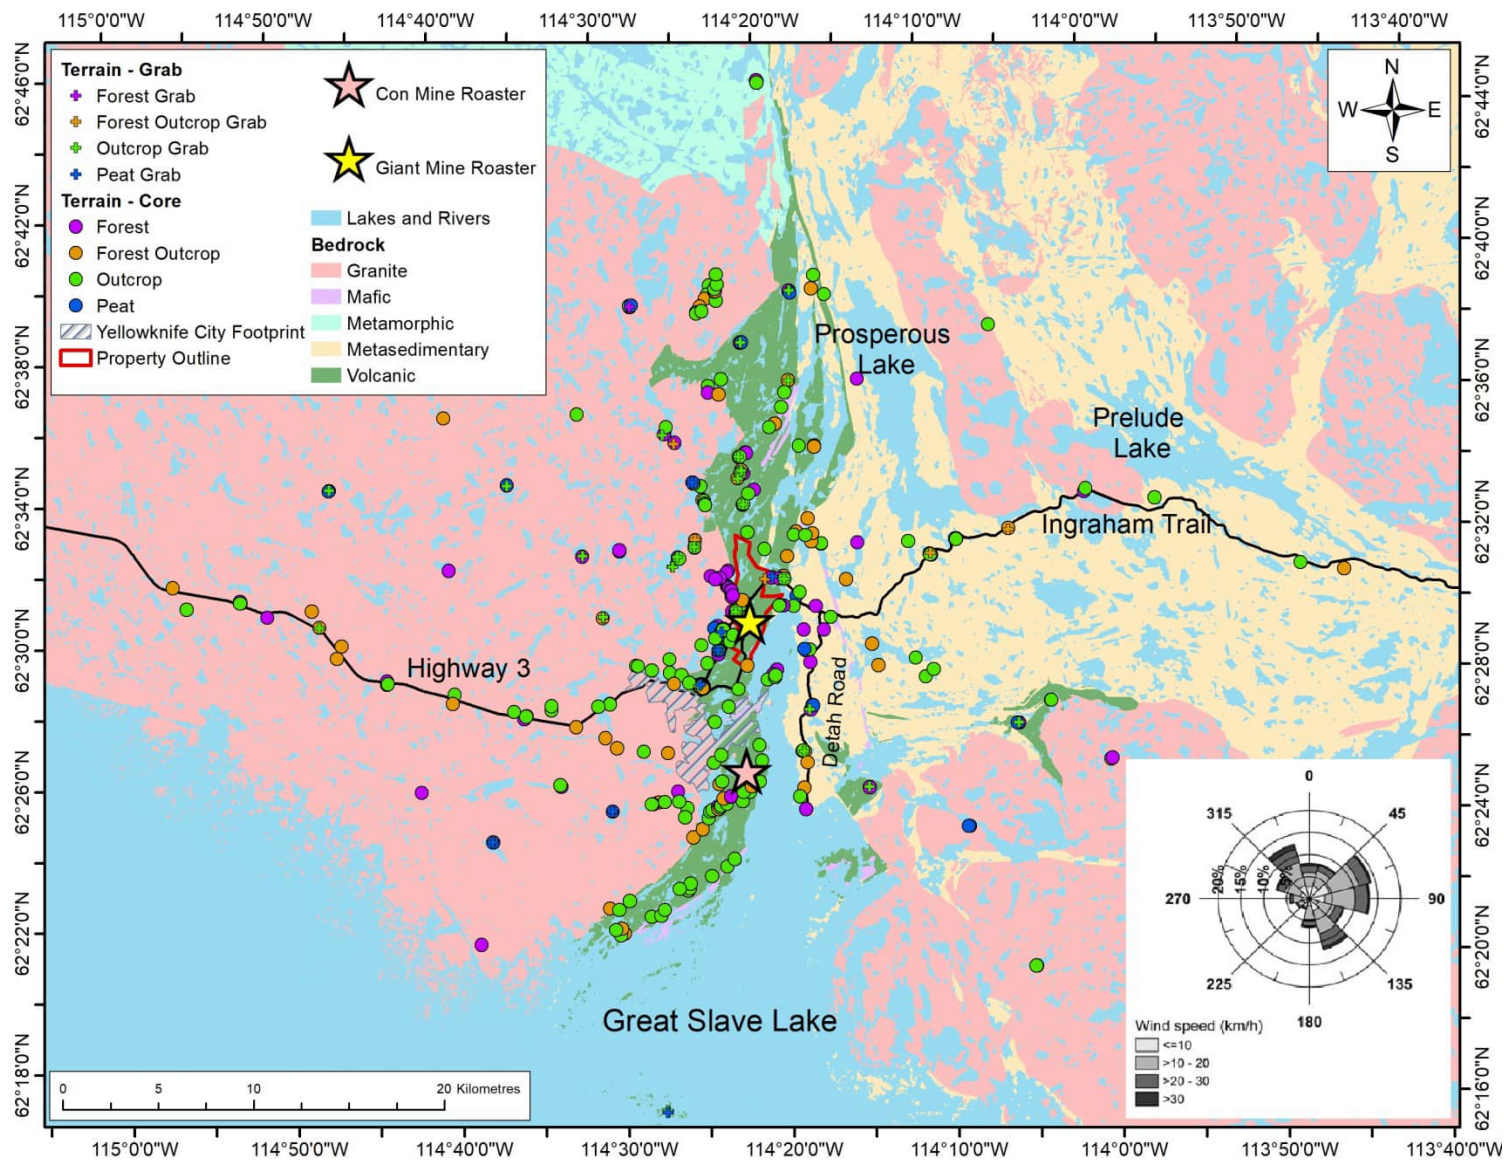 115°0'0"W 114°50'0"W 114°40'0"W 114°30'0"W 114°20'0"W 114°10'0"W 114°0'0"W 113°50'0"W 113°40'0"W
62°46'0"N
62°42'0"N
62°38'0"N
62°34'0"N
62°30'0"N
62°26'0"N
62°22'0"N
62°18'0"N
Terrain - Grab
Forest Grab
Forest Outcrop Grab
Outcrop Grab
Peat Grab
Terrain - Core
Forest
Forest Outcrop
Outcrop
Peat
Yellowknife City Footprint
Property Outline
Con Mine Roaster
Giant Mine Roaster
Lakes and Rivers
Bedrock
Granite
Mafic
Metamorphic
Metasedimentary
Volcanic
N
W E
S
Prosperous
Lake
Prelude
Lake
Ingraham Trail
Highway 3
Detah Road
Great Slave Lake
62°44'0"N
62°40'0"N
62°36'0"N
62°32'0"N
62°28'0"N
62°24'0"N
62°20'0"N
62°16'0"N
0
315 45
20% 15% 10% 5%
270 90
225 135
180
Wind speed (km/h)
<=10
>10 - 20
>20 - 30
>30
0 5 10 20 Kilometres
115°0'0"W 114°50'0"W 114°40'0"W 114°30'0"W 114°20'0"W 114°10'0"W 114°0'0"W 113°50'0"W 113°40'0"W